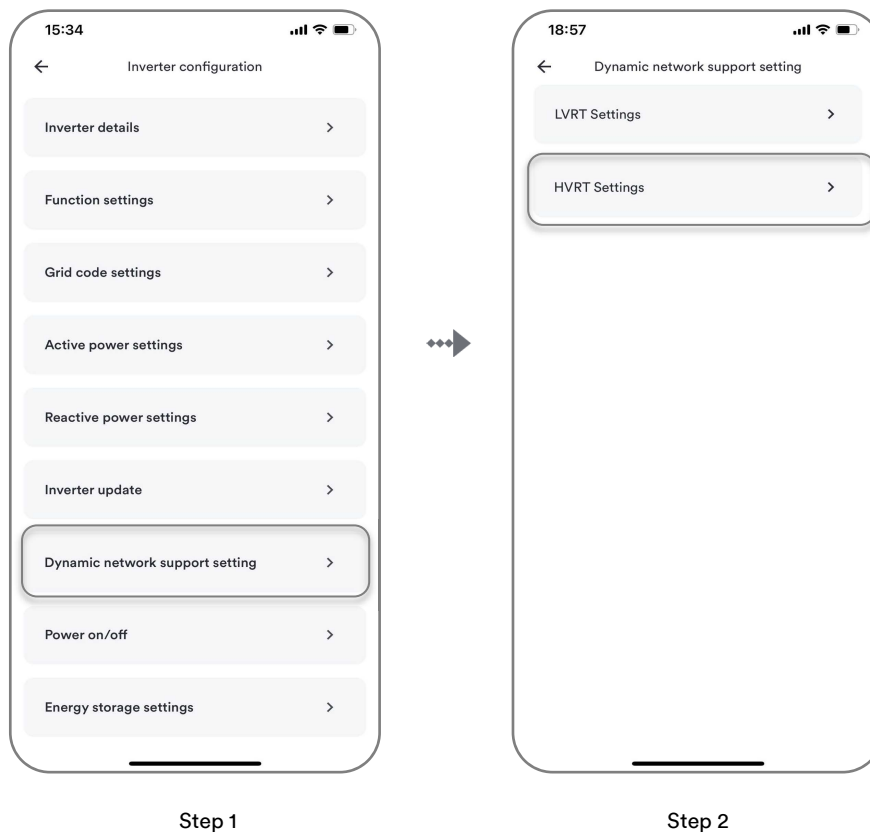 15:34
Inverter configuration
Inverter details
Function settings
Grid code settings
Active power settings
Reactive power settings
Inverter update
Dynamic network support setting
Power on/off
Energy storage settings
Step 1
18:57
Dynamic network support setting
LVRT Settings
HVRT Settings
Step 2